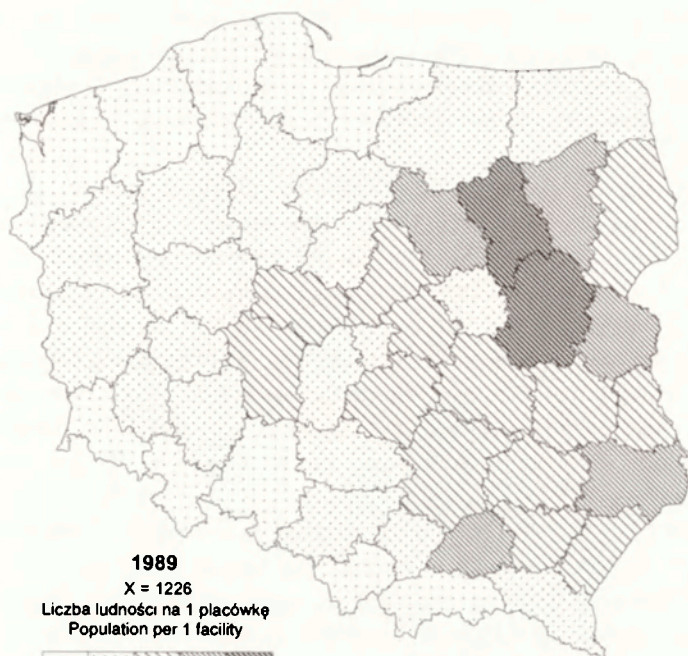 1989
X = 1226
Liczba ludności na 1 placówkę
Population per 1 facility